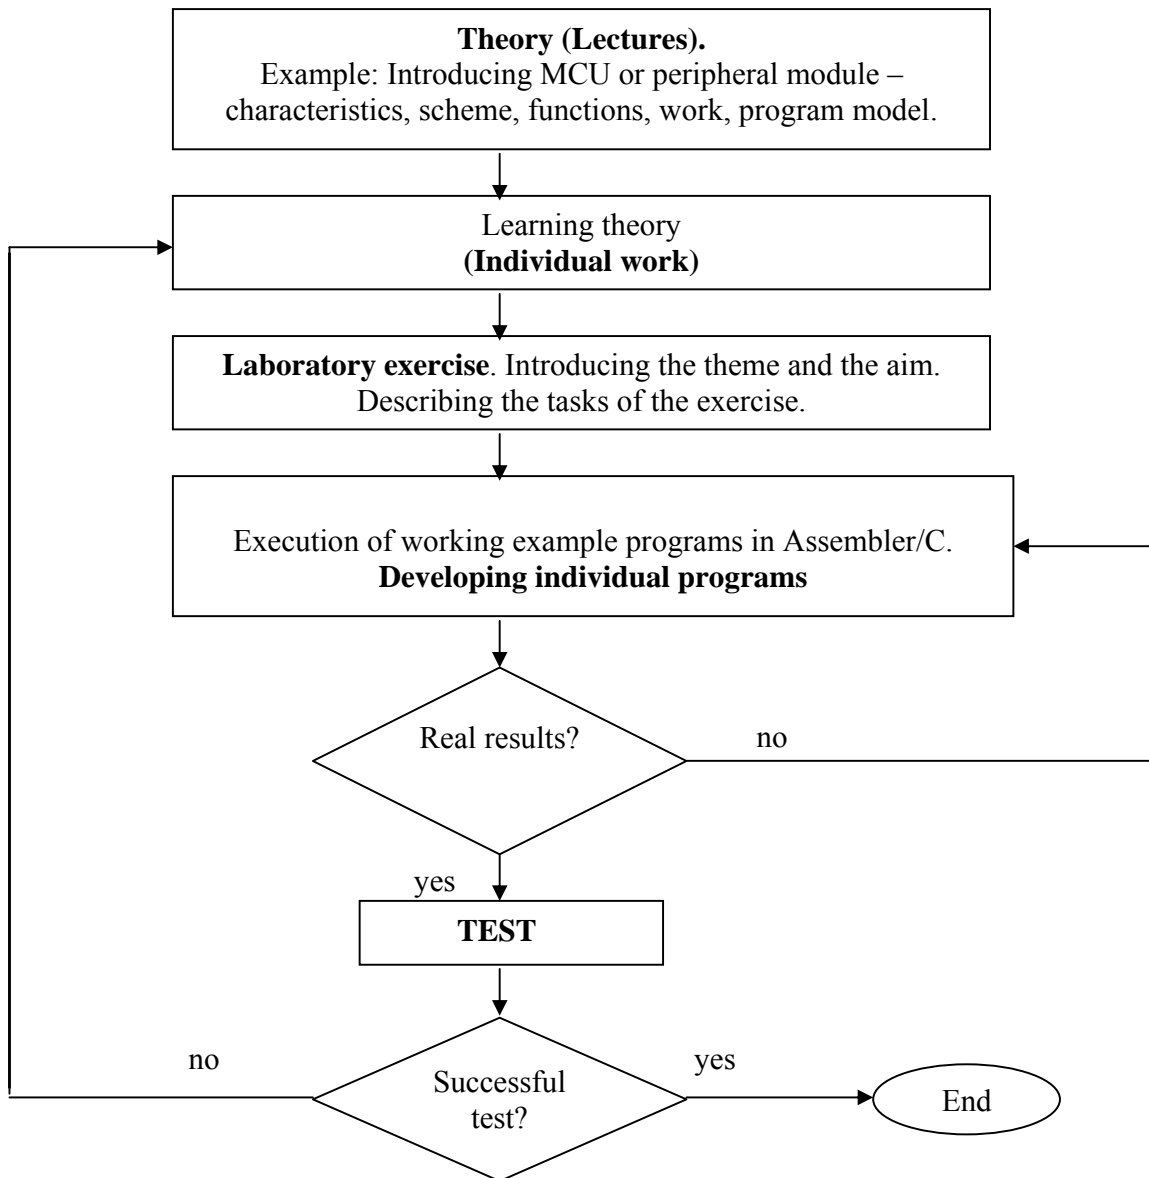 Theory (Lectures).
Example: Introducing MCU or peripheral module –
characteristics, scheme, functions, work, program model.
Learning theory
(Individual work)
Laboratory exercise. Introducing the theme and the aim.
Describing the tasks of the exercise.
Execution of working example programs in Assembler/C.
Developing individual programs
Real results?
no
yes
TEST
no
yes
Successful
test?
End